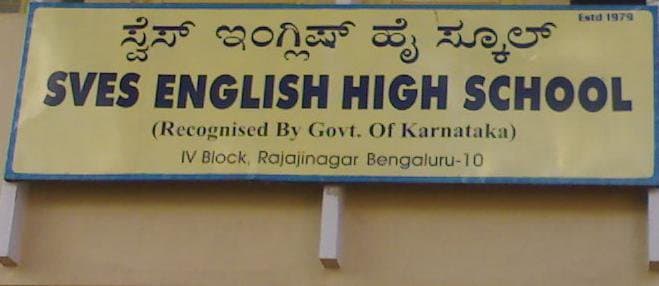 Estd 1979
ಸ್ವೆಸ್ ಇಂಗ್ಲಿಷ್ ಹೈ ಸ್ಕೂಲ್
SVES ENGLISH HIGH SCHOOL
(Recognised By Govt. Of Karnataka)
IV Block, Rajajinagar Bengaluru-10